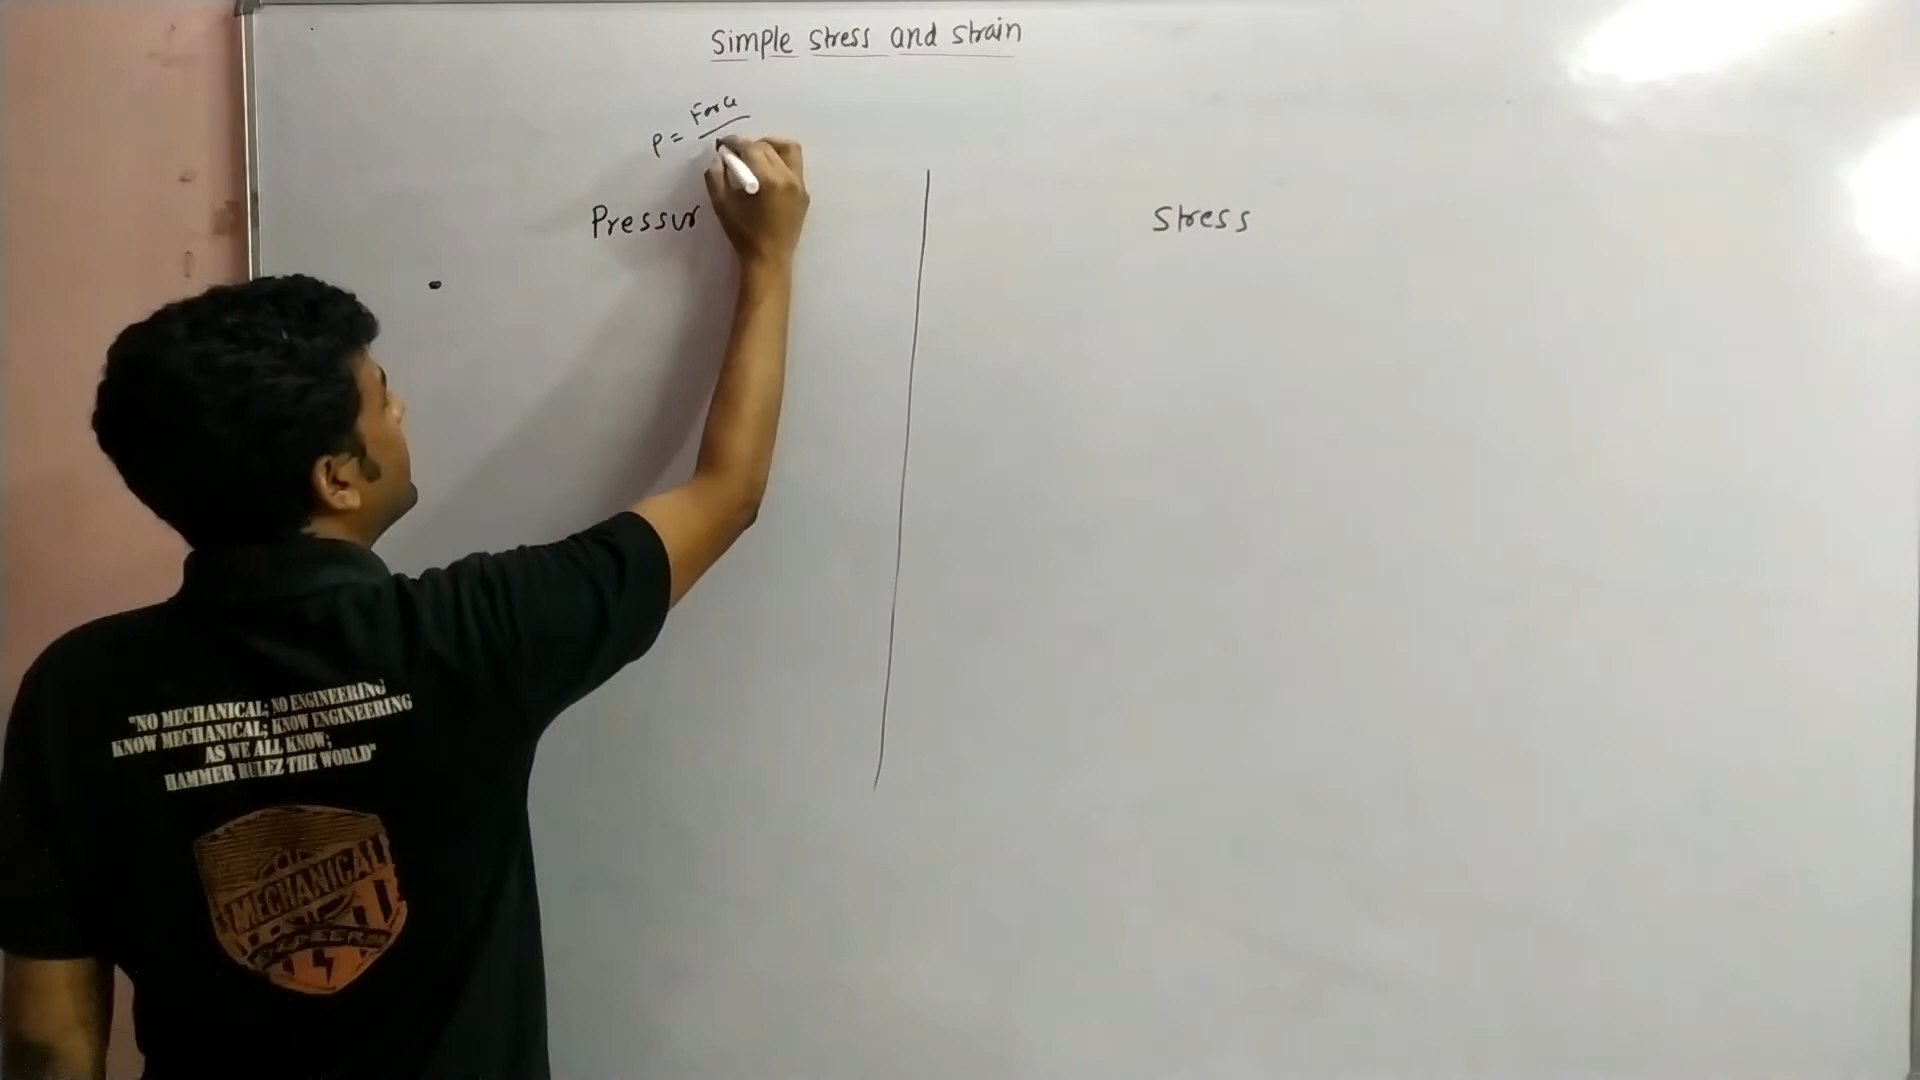 Simple stress and strain
Force
P =
Pressur
Stress
"NO MECHANICAL; NO ENGINEERING
KNOW MECHANICAL; KNOW ENGINEERING
AS WE ALL KNOW;
HAMMER RULEZ THE WORLD"
MECHANICAL
ENGINEERS